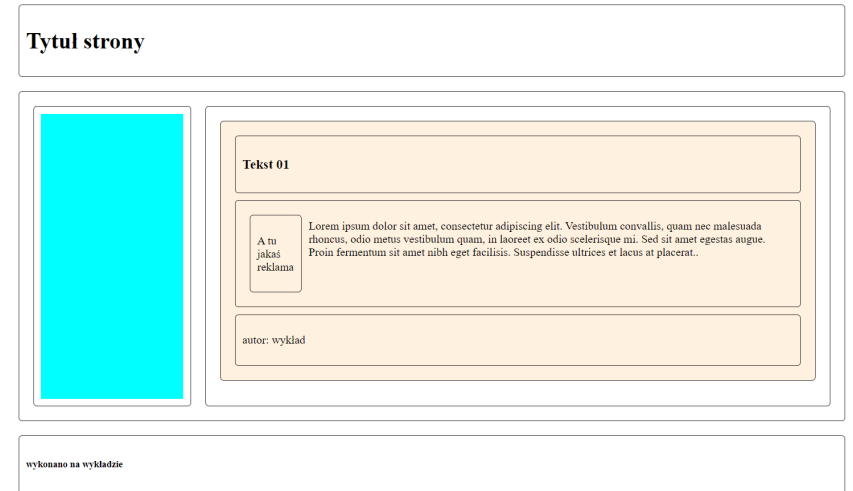 Tytuł strony
Tekst 01
A tu
jakaś
reklama
Lorem ipsum dolor sit amet, consectetur adipiscing elit. Vestibulum convallis, quam nec malesuada
rhoncus, odio metus vestibulum quam, in laoreet ex odio scelerisque mi. Sed sit amet egestas augue.
Proin fermentum sit amet nibh eget facilisis. Suspendisse ultrices et lacus at placerat..
autor: wykład
wykonano na wykładzie